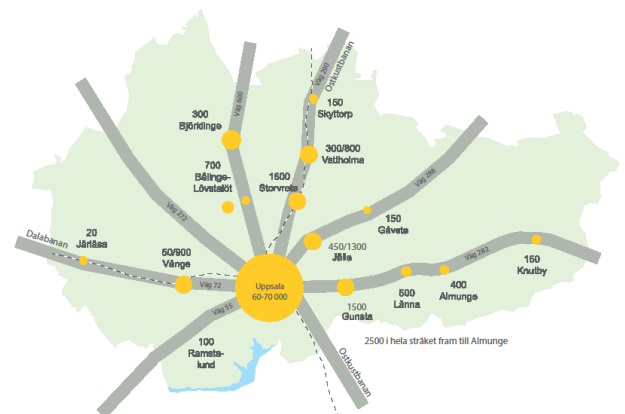 Ostkustbanan
Väg 290
Väg 600
150
Skyttorp
300
Björklinge
300/800
Vattholma
700
Bälinge-
Lövstalöt
1600
Storvreta
Väg 288
Väg 272
150
Gåvsta
20
Järlåsa
Dalabanan
450/1300
Jälla
50/900
Vänge
Väg 282
150
Knutby
Väg 72
Uppsala
60-70 000
500
Länna
400
Almunge
1500
Gunsta
Väg 55
100
Ramsta-
lund
2500 i hela stråket fram till Almunge
Ostkustbanan